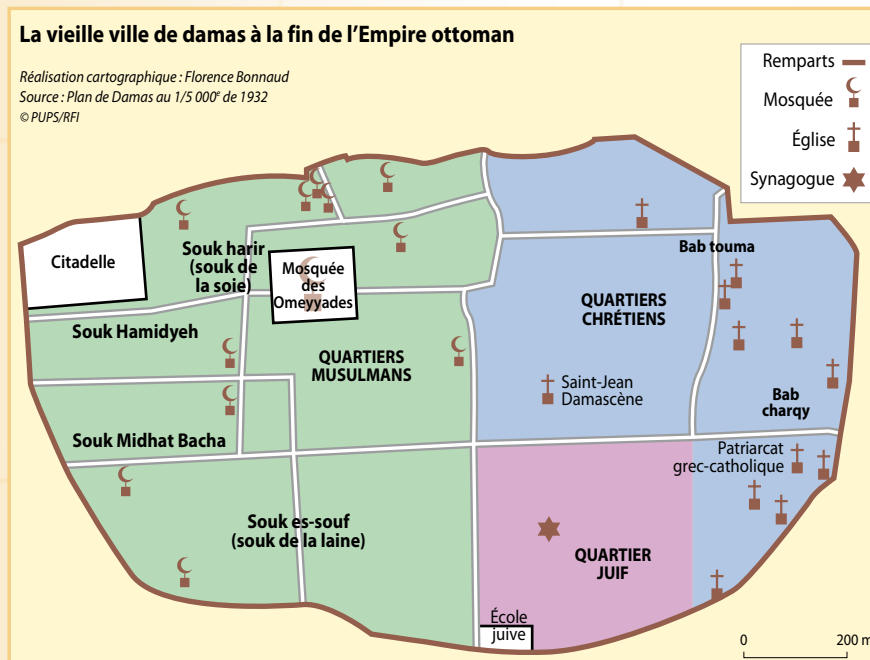 La vieille ville de damas à la fin de l'Empire ottoman
Réalisation cartographique : Florence Bonnaud
Source : Plan de Damas au 1/5 000e de 1932
© PUPS/RFI
Remparts
Mosquée
Église
Synagogue
Citadelle
Souk harir
(souk de
la soie)
Mosquée
des
Omeyyades
Bab touma
QUARTIERS
CHRÉTIENS
Souk Hamidyeh
QUARTIERS
MUSULMANS
Saint-Jean
Damascène
Bab
charqy
Souk Midhat Bacha
Patriarcat
grec-catholique
Souk es-souf
(souk de la laine)
QUARTIER
JUIF
École
juive
0 200 m